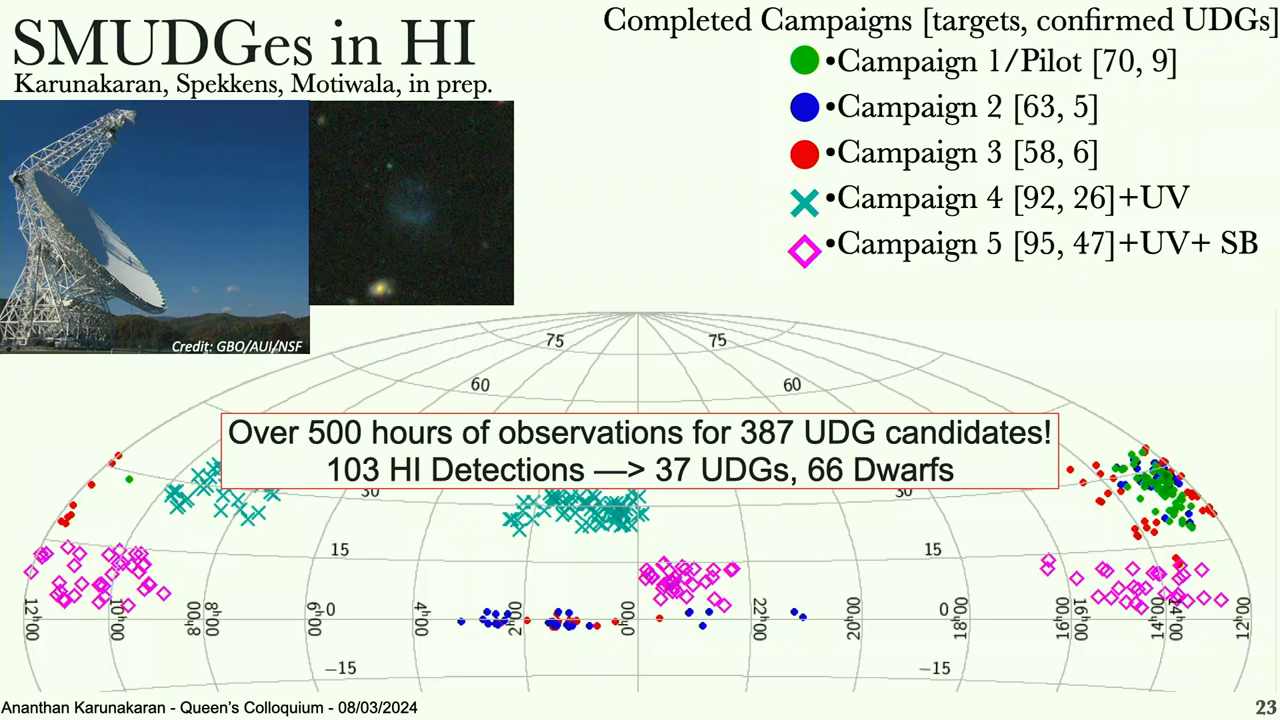 SMUDGes in HI
Karunakaran, Spekkens, Motiwala, in prep.
Credit: GBO/AUI/NSF
Completed Campaigns [targets, confirmed UDGs]
•Campaign 1/Pilot [70, 9]
•Campaign 2 [63, 5]
•Campaign 3 [58, 6]
•Campaign 4 [92, 26]+UV
•Campaign 5 [95, 47]+UV+ SB
75 75
60 60
Over 500 hours of observations for 387 UDG candidates!
103 HI Detections —> 37 UDGs, 66 Dwarfs
30 30
15 15
0 0
12ʰ00 10ʰ00 8ʰ00 6ʰ00 4ʰ00 2ʰ00 0ʰ00 22ʰ00 20ʰ00 18ʰ00 16ʰ00 14ʰ00 12ʰ00
−15 −15
Ananthan Karunakaran - Queen's Colloquium - 08/03/2024
23